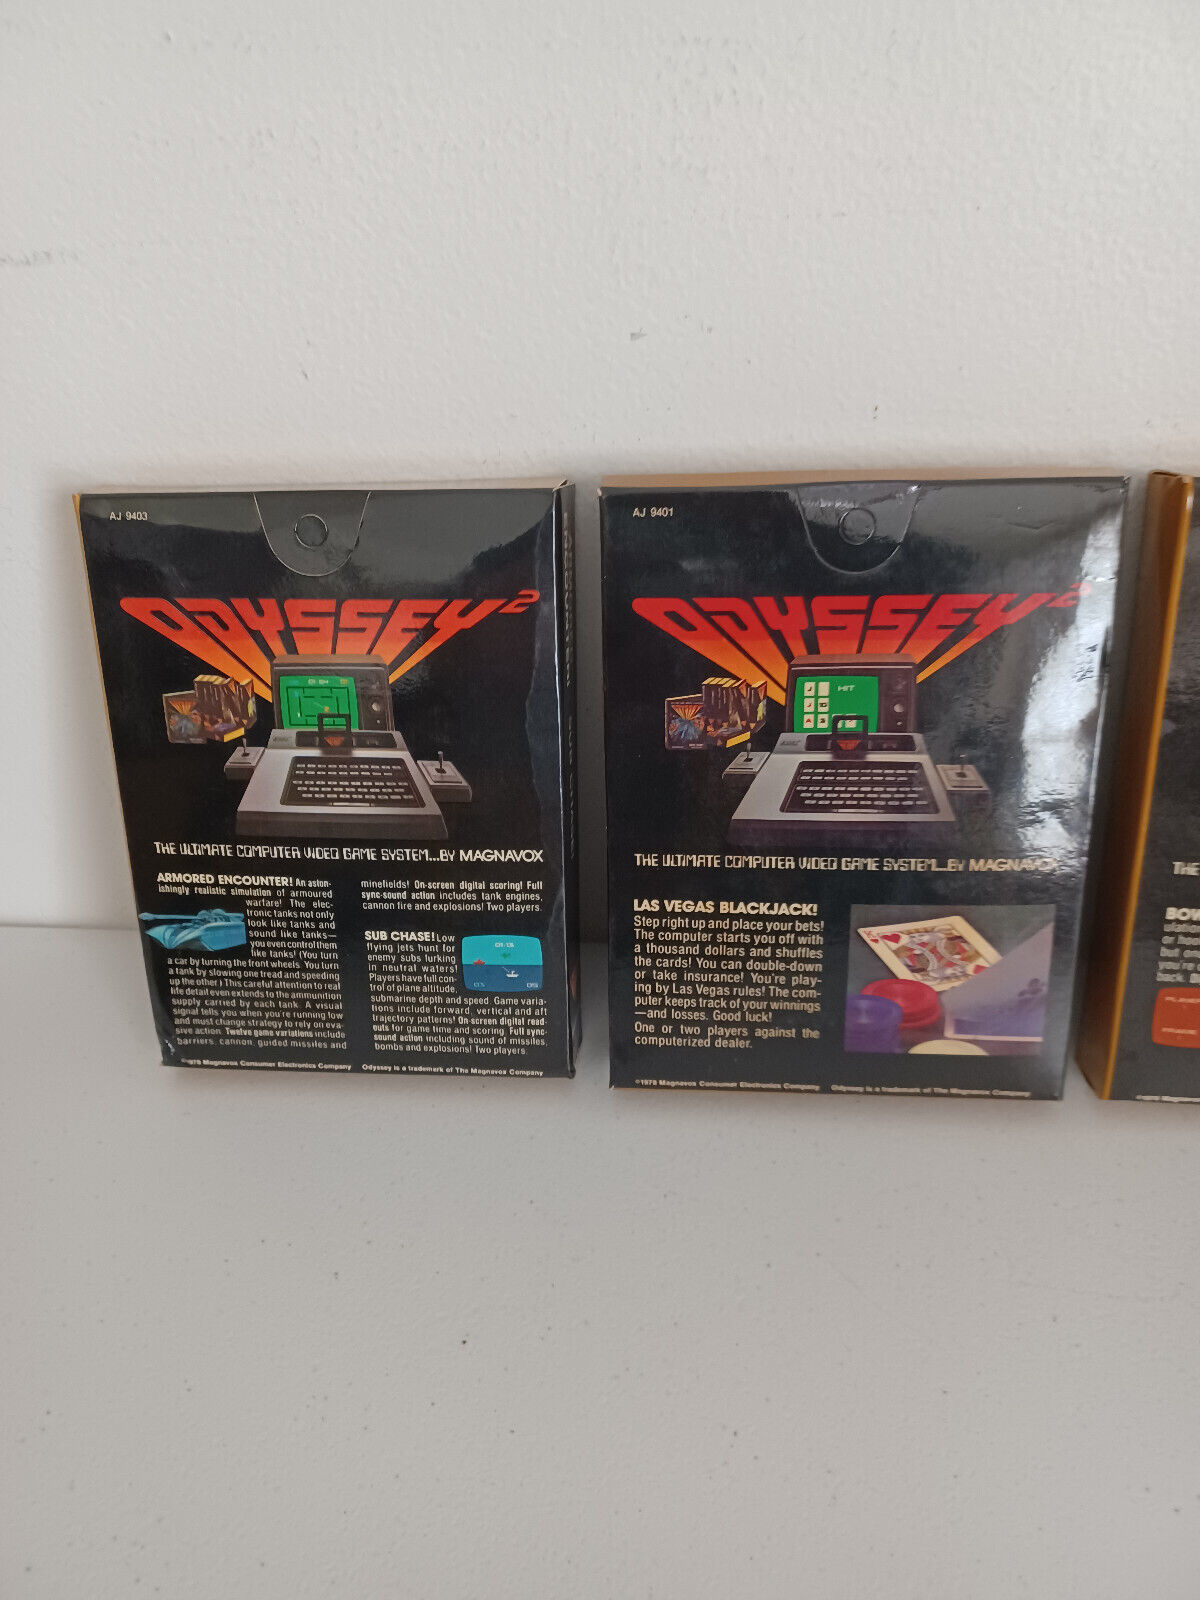 AJ 9403
ODYSSEY²
THE ULTIMATE COMPUTER VIDEO GAME SYSTEM...BY MAGNAVOX
ARMORED ENCOUNTER! An aston-
ishingly realistic simulation of armoured
warfare! The elec-
tronic tanks not only
look like tanks and
sound like tanks—
you even control them
like tanks! (You turn
a car by turning the front wheels. You turn
a tank by slowing one tread and speeding
up the other.) This careful attention to real
life detail even extends to the ammunition
supply carried by each tank. A visual
signal tells you when you're running low
and must change strategy to rely on eva-
sive action. Twelve game variations include
barriers, cannon, guided missiles and
minefields! On-screen digital scoring! Full
sync-sound action includes tank engines,
cannon fire and explosions! Two players.
SUB CHASE! Low
flying jets hunt for
enemy subs lurking
in neutral waters!
Players have full con-
trol of plane altitude,
submarine depth and speed. Game varia-
tions include forward, vertical and aft
trajectory patterns! On-screen digital read-
outs for game time and scoring. Full sync-
sound action including sound of missiles,
bombs and explosions! Two players.
©1978 Magnavox Consumer Electronics Company Odyssey is a trademark of The Magnavox Company
AJ 9401
ODYSSEY²
HIT
THE ULTIMATE COMPUTER VIDEO GAME SYSTEM...BY MAGNAVOX
LAS VEGAS BLACKJACK!
Step right up and place your bets!
The computer starts you off with
a thousand dollars and shuffles
the cards! You can double-down
or take insurance! You're play-
ing by Las Vegas rules! The com-
puter keeps track of your winnings
—and losses. Good luck!
One or two players against the
computerized dealer.
©1978 Magnavox Consumer Electronics Company Odyssey is a trademark of The Magnavox Company
THE